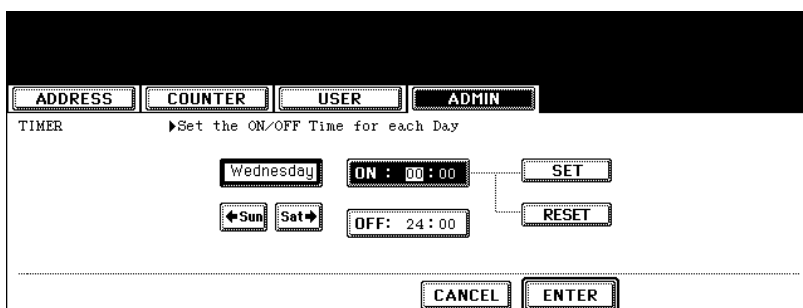 ADDRESS COUNTER USER ADMIN
TIMER ▶Set the ON/OFF Time for each Day
Wednesday ON : 00:00 SET
←Sun Sat→ OFF: 24:00 RESET
CANCEL ENTER